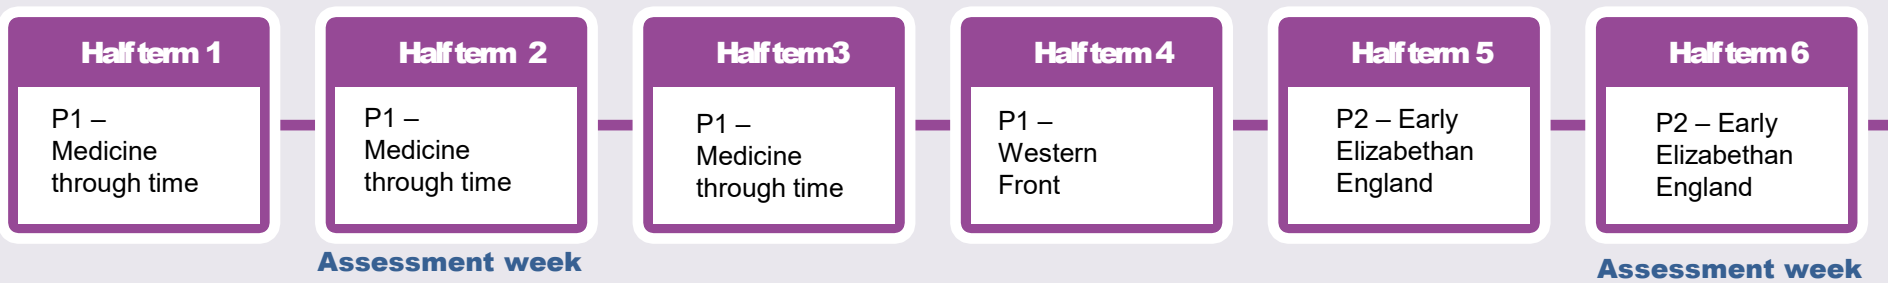 Half term 1
P1 –
Medicine
through time
Half term 2
P1 –
Medicine
through time
Assessment week
Half term3
P1 –
Medicine
through time
Half term 4
P1 –
Western
Front
Half term 5
P2 – Early
Elizabethan
England
Half term 6
P2 – Early
Elizabethan
England
Assessment week